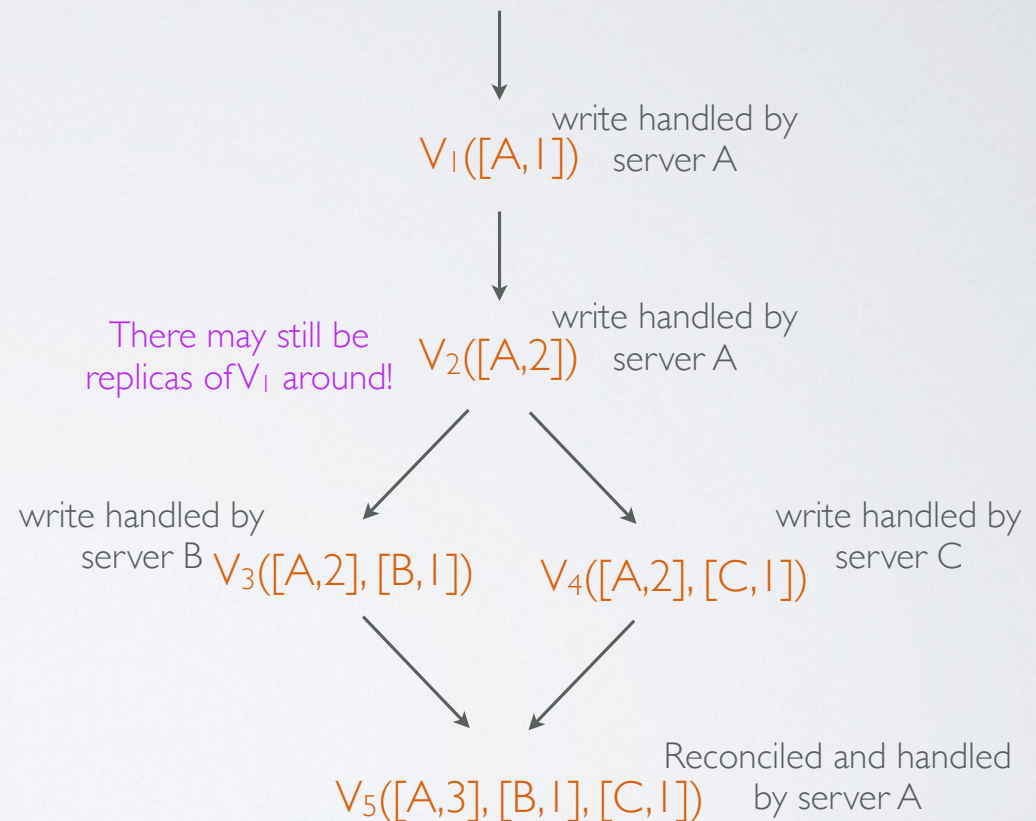 write handled by
server A
V₁([A,1])
write handled by
server A
V₂([A,2])
There may still be
replicas of V₁ around!
write handled by
server B
V₃([A,2], [B,1])
write handled by
server C
V₄([A,2], [C,1])
Reconciled and handled
by server A
V₅([A,3], [B,1], [C,1])